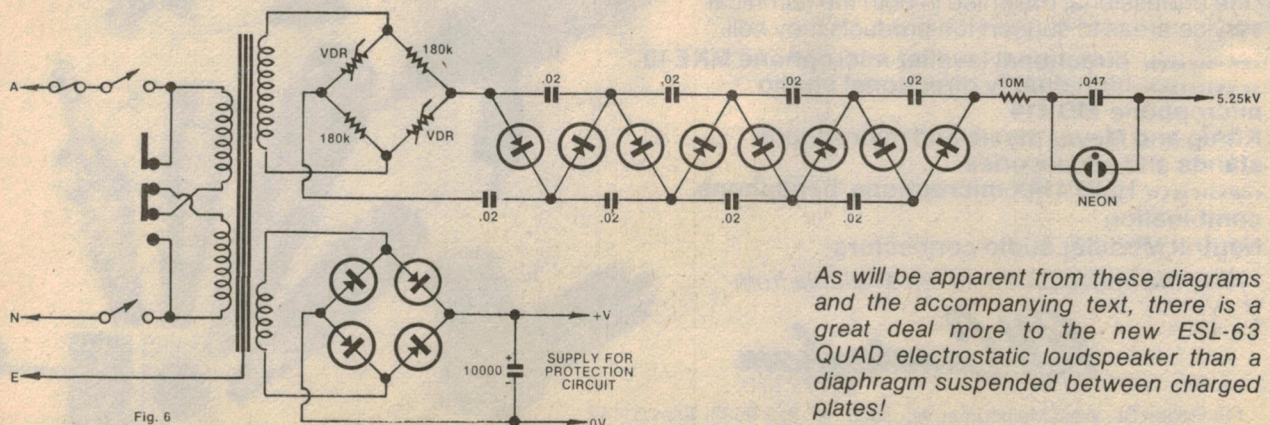 VDR
180k
180k
VDR
A
N
E
.02
.02
.02
.02
10M
.047
5.25kV
.02
.02
.02
.02
NEON
+V
10000
+
-
SUPPLY FOR
PROTECTION
CIRCUIT
0V
Fig. 6
As will be apparent from these diagrams
and the accompanying text, there is a
great deal more to the new ESL-63
QUAD electrostatic loudspeaker than a
diaphragm suspended between charged
plates!